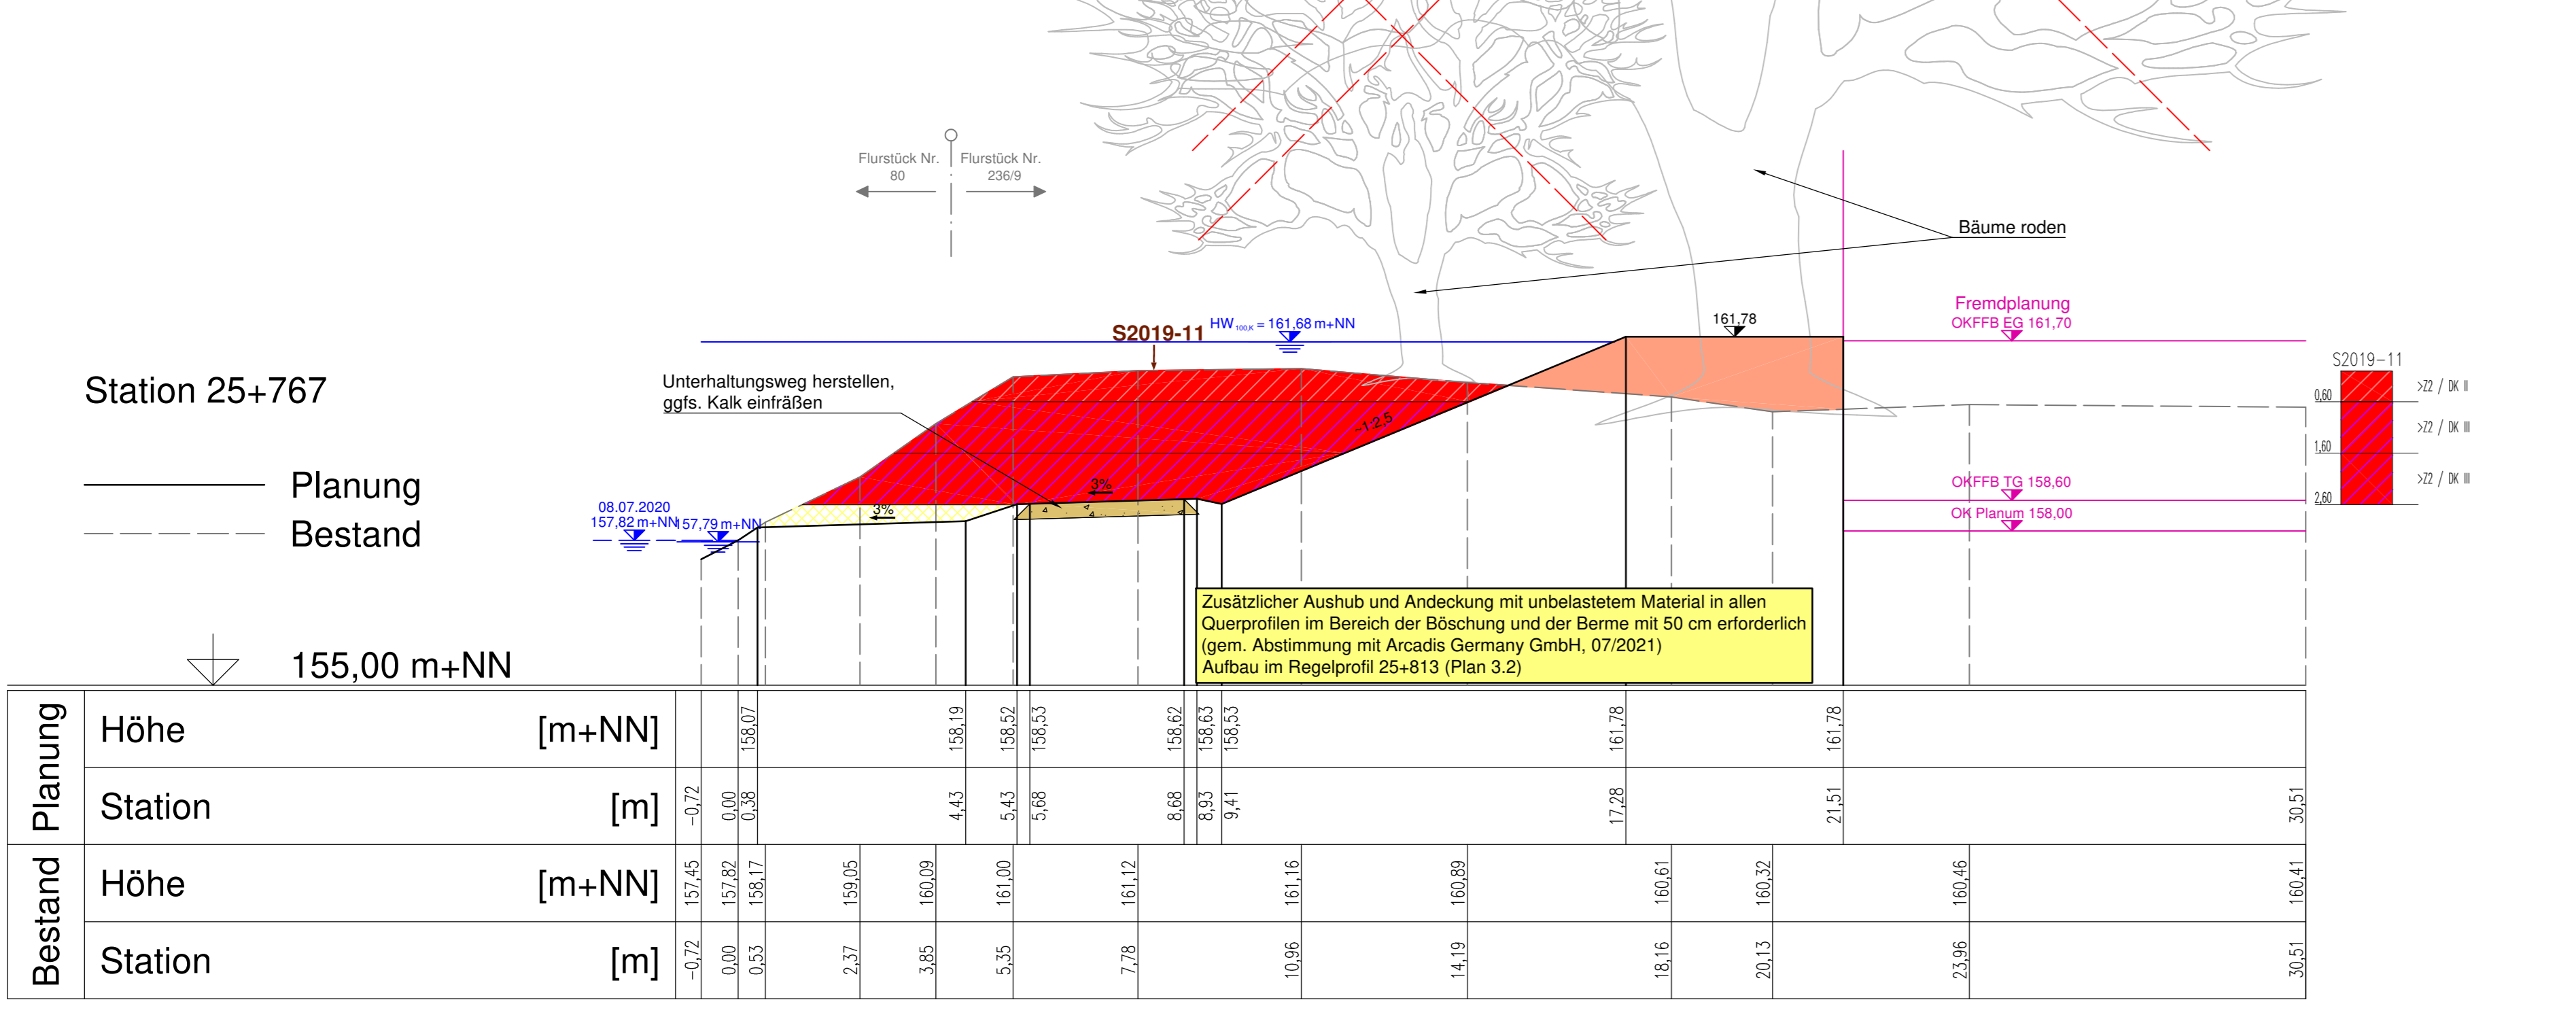 Flurstück Nr.
80
Flurstück Nr.
236/9
Bäume roden
Fremdplanung
OKFFB EG 161,70
161,78
HW 100,K = 161,68 m+NN
S2019-11
S2019-11
0,60
>Z2 / DK II
1,60
>Z2 / DK III
2,60
>Z2 / DK III
Unterhaltungsweg herstellen,
ggfs. Kalk einfräßen
Station 25+767
~1:2,5
Planung
Bestand
3%
3%
OKFFB TG 158,60
OK Planum 158,00
08.07.2020
157,82 m+NN
157,79 m+NN
155,00 m+NN
Zusätzlicher Aushub und Andeckung mit unbelastetem Material in allen
Querprofilen im Bereich der Böschung und der Berme mit 50 cm erforderlich
(gem. Abstimmung mit Arcadis Germany GmbH, 07/2021)
Aufbau im Regelprofil 25+813 (Plan 3.2)
Planung
Höhe [m+NN] 158,07 158,19 158,52 158,53 158,62 158,63 158,53 161,78 161,78
Station [m] -0,72 0,00 0,38 4,43 5,43 5,68 8,68 8,93 9,41 17,28 21,51 30,51
Bestand
Höhe [m+NN] 157,45 157,82 158,17 159,05 160,09 161,00 161,12 161,16 160,89 160,61 160,32 160,46 160,41
Station [m] -0,72 0,00 0,53 2,37 3,85 5,35 7,78 10,96 14,19 18,16 20,13 23,96 30,51